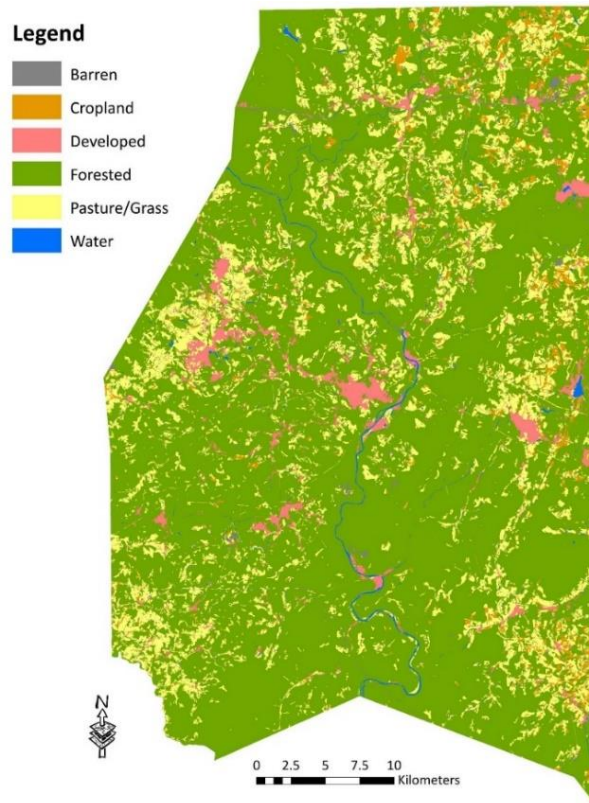 Legend
Barren
Cropland
Developed
Forested
Pasture/Grass
Water
N
0 2.5 5 7.5 10
Kilometers